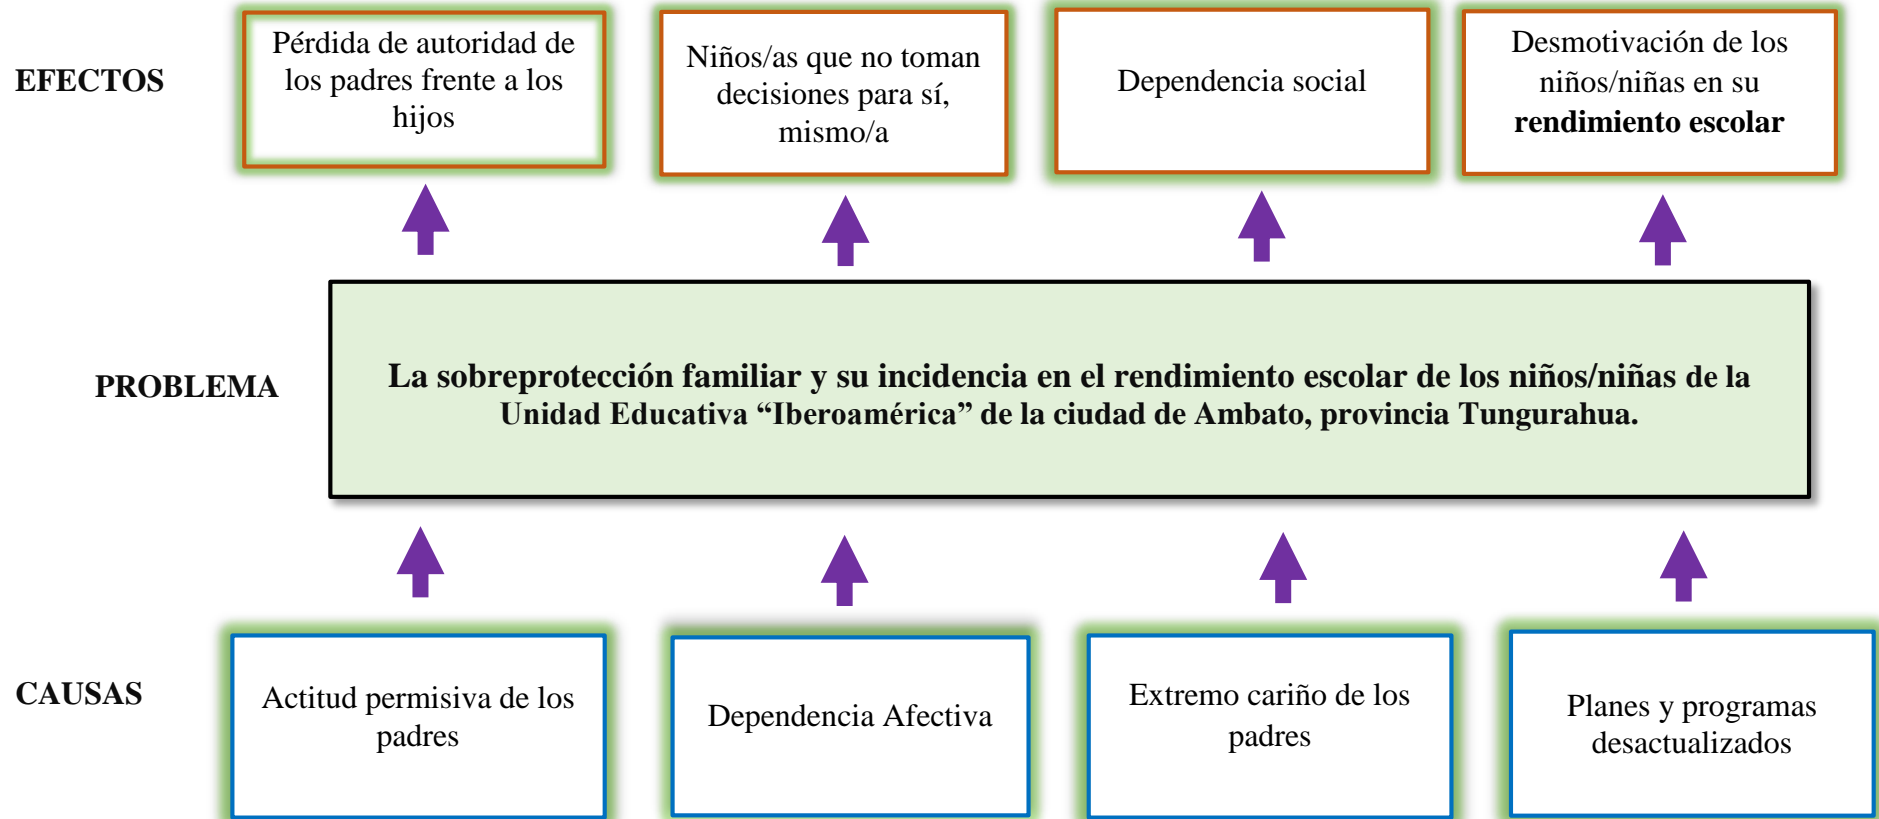 EFECTOS
Pérdida de autoridad de
los padres frente a los
hijos
Niños/as que no toman
decisiones para sí,
mismo/a
Dependencia social
Desmotivación de los
niños/niñas en su
rendimiento escolar
PROBLEMA
La sobreprotección familiar y su incidencia en el rendimiento escolar de los niños/niñas de la
Unidad Educativa “Iberoamérica” de la ciudad de Ambato, provincia Tungurahua.
CAUSAS
Actitud permisiva de los
padres
Dependencia Afectiva
Extremo cariño de los
padres
Planes y programas
desactualizados